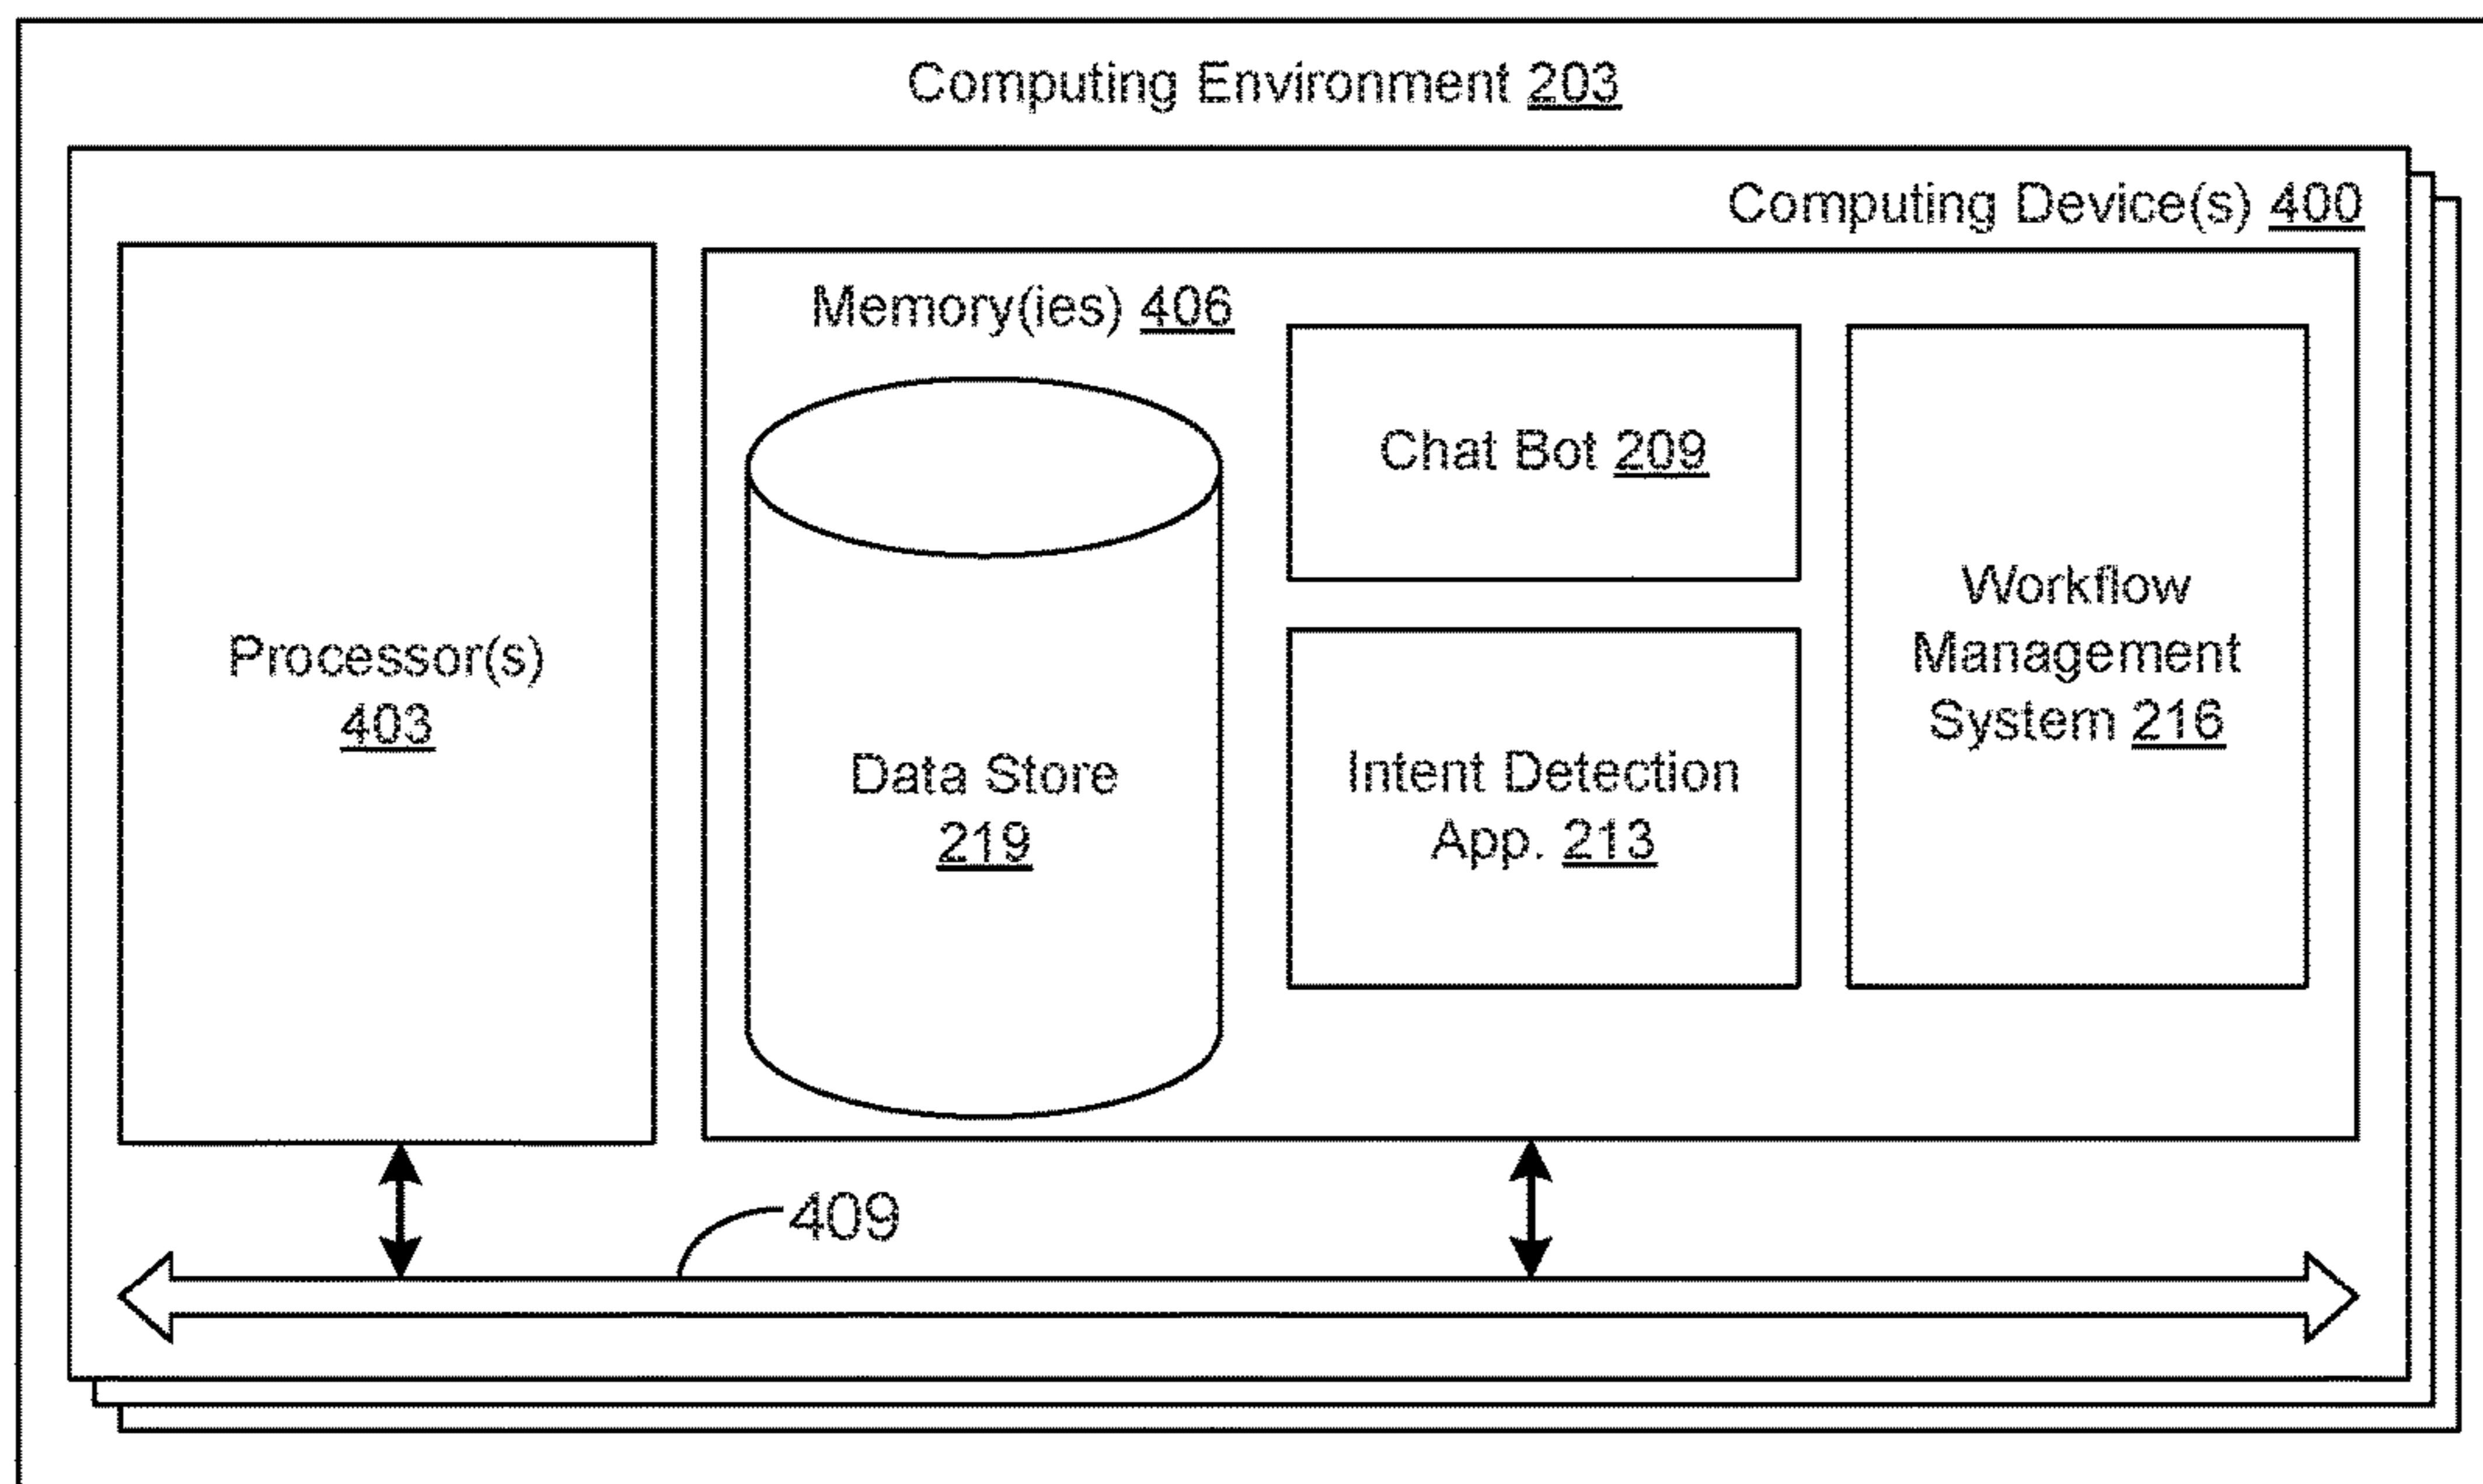 Computing Environment 203
Computing Device(s) 400
Processor(s)
403
Memory(ies) 406
Data Store
219
Chat Bot 209
Intent Detection
App. 213
Workflow
Management
System 216
409